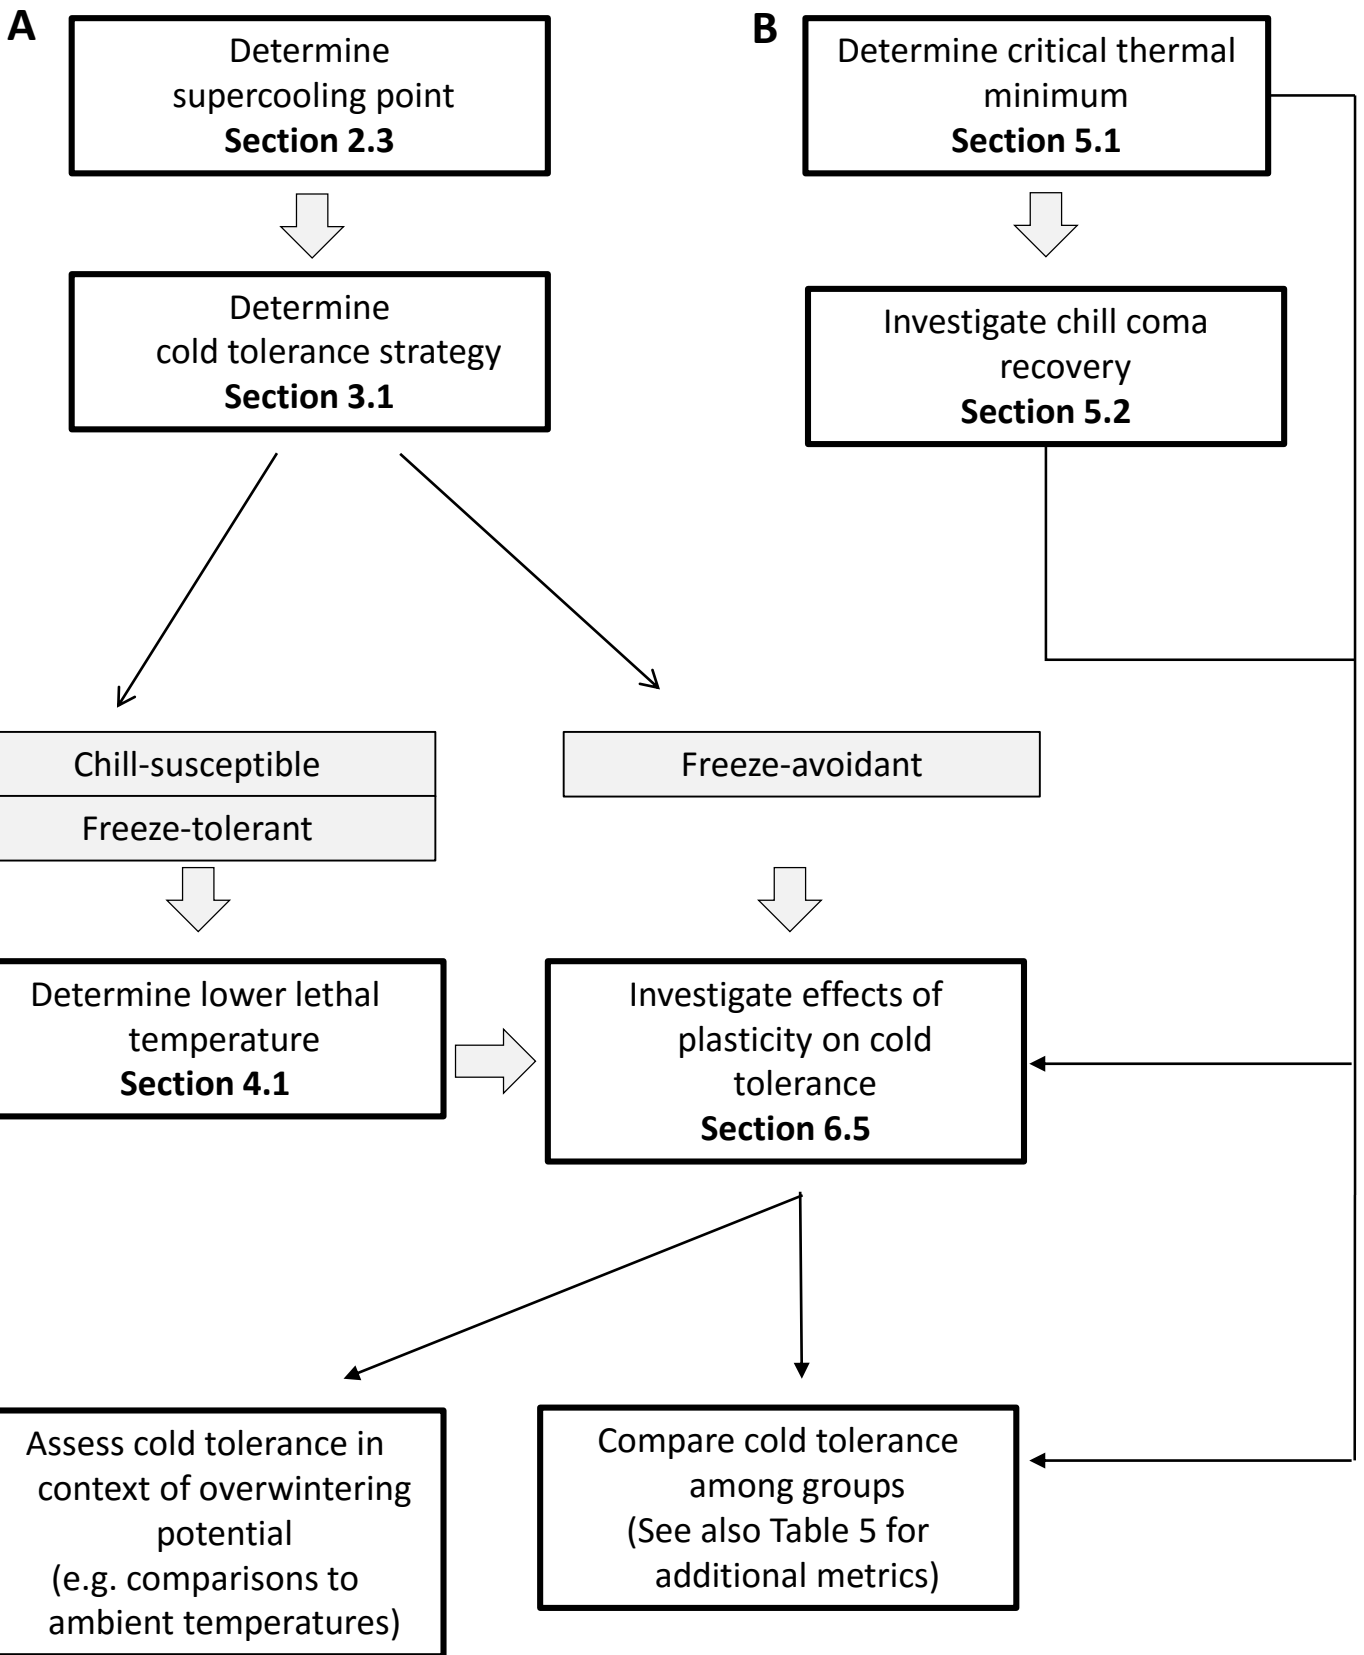 A
Determine
supercooling point
Section 2.3
Determine
cold tolerance strategy
Section 3.1
B
Determine critical thermal
minimum
Section 5.1
Investigate chill coma
recovery
Section 5.2
Chill-susceptible
Freeze-tolerant
Freeze-avoidant
Determine lower lethal
temperature
Section 4.1
Investigate effects of
plasticity on cold
tolerance
Section 6.5
Assess cold tolerance in
context of overwintering
potential
(e.g. comparisons to
ambient temperatures)
Compare cold tolerance
among groups
(See also Table 5 for
additional metrics)